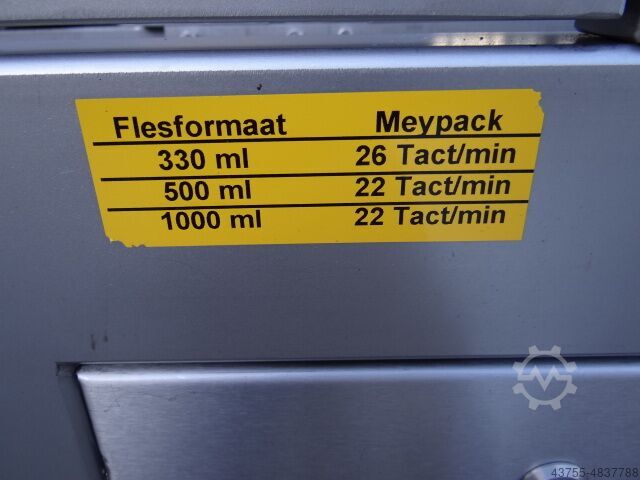 Flesformaat Meypack
330 ml 26 Tact/min
500 ml 22 Tact/min
1000 ml 22 Tact/min
43755-4837788